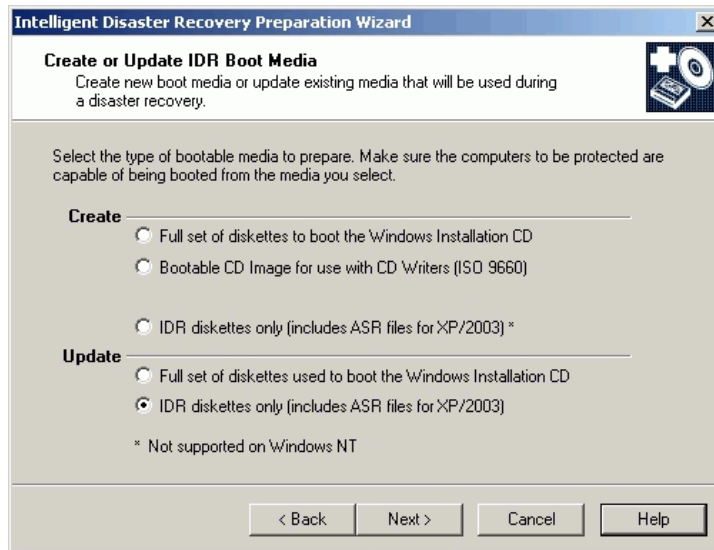 Intelligent Disaster Recovery Preparation Wizard
Create or Update IDR Boot Media
Create new boot media or update existing media that will be used during
a disaster recovery.
Select the type of bootable media to prepare. Make sure the computers to be protected are
capable of being booted from the media you select.
Create
Full set of diskettes to boot the Windows Installation CD
Bootable CD Image for use with CD Writers (ISO 9660)
IDR diskettes only (includes ASR files for XP/2003) *
Update
Full set of diskettes used to boot the Windows Installation CD
IDR diskettes only (includes ASR files for XP/2003)
* Not supported on Windows NT
< Back Next > Cancel Help